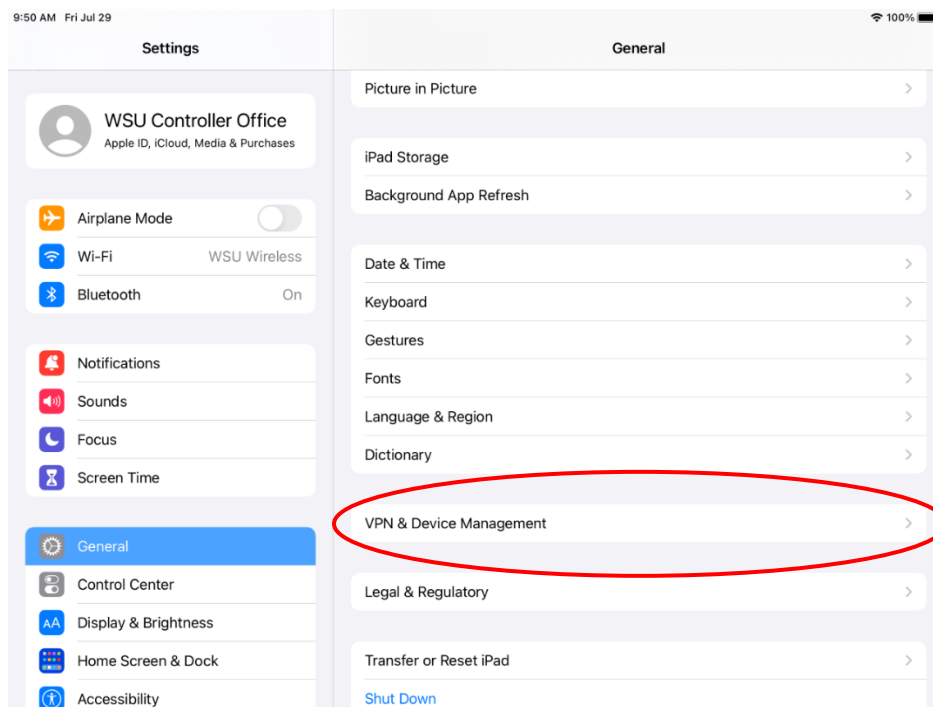 9:50 AM Fri Jul 29
100%
Settings
General
WSU Controller Office
Apple ID, iCloud, Media & Purchases
Airplane Mode
Wi-Fi WSU Wireless
Bluetooth On
Notifications
Sounds
Focus
Screen Time
General
Control Center
AA Display & Brightness
Home Screen & Dock
Accessibility
Picture in Picture
iPad Storage
Background App Refresh
Date & Time
Keyboard
Gestures
Fonts
Language & Region
Dictionary
VPN & Device Management
Legal & Regulatory
Transfer or Reset iPad
Shut Down